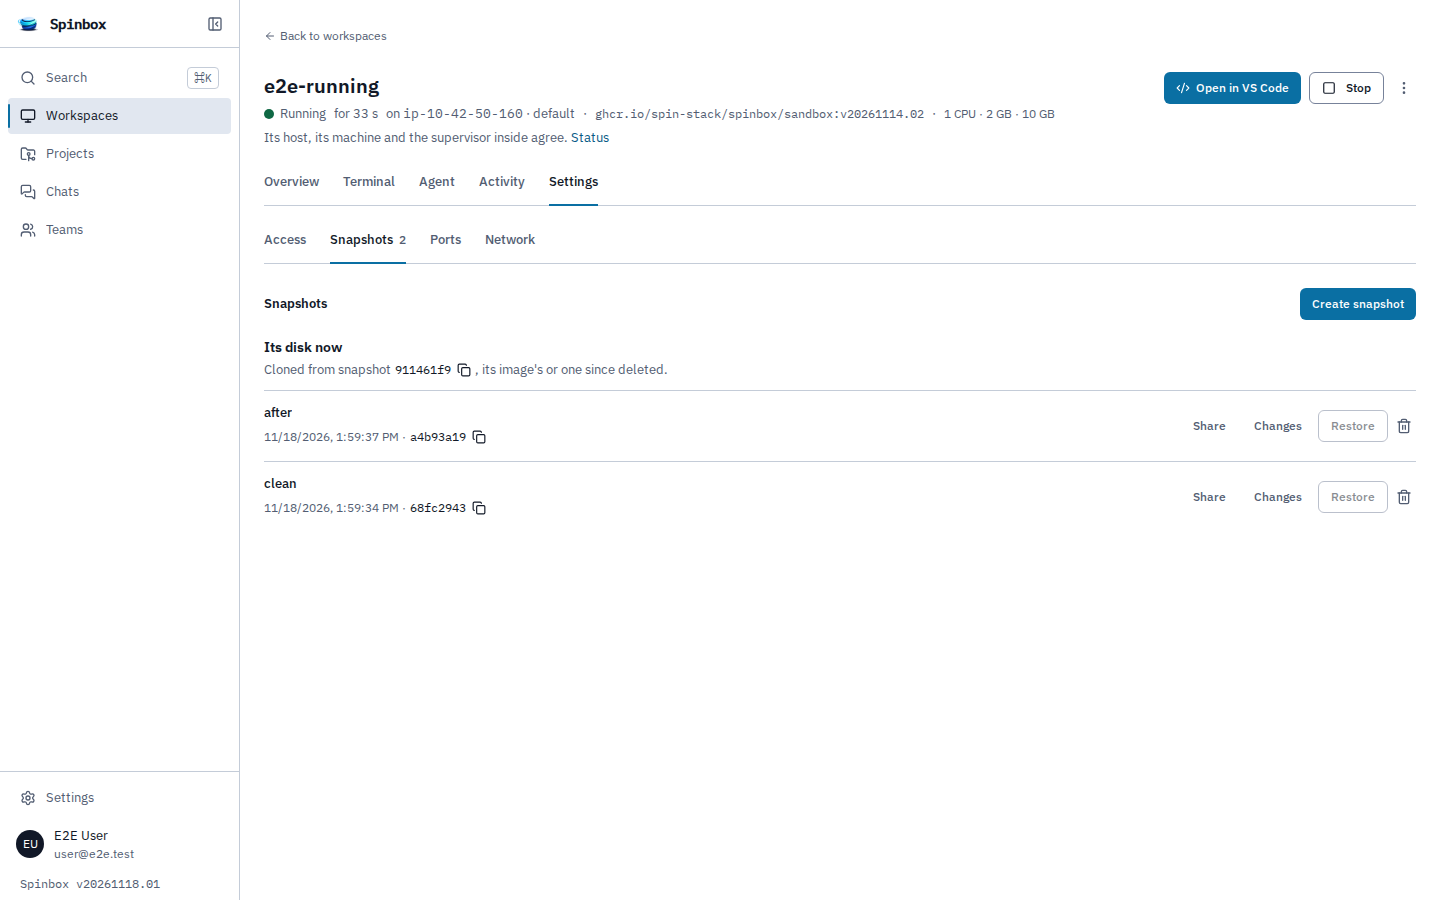 Spinbox
Search
⌘K
Workspaces
Projects
Chats
Teams
Settings
EU
E2E User
user@e2e.test
Spinbox v20261118.01
Back to workspaces
e2e-running
Open in VS Code
Stop
Running for 33 s on ip-10-42-50-160 · default · ghcr.io/spin-stack/spinbox/sandbox:v20261114.02 · 1 CPU · 2 GB · 10 GB
Its host, its machine and the supervisor inside agree. Status
Overview Terminal Agent Activity Settings
Access Snapshots 2 Ports Network
Snapshots
Create snapshot
Its disk now
Cloned from snapshot 911461f9 , its image's or one since deleted.
after
11/18/2026, 1:59:37 PM · a4b93a19
Share Changes Restore
clean
11/18/2026, 1:59:34 PM · 68fc2943
Share Changes Restore